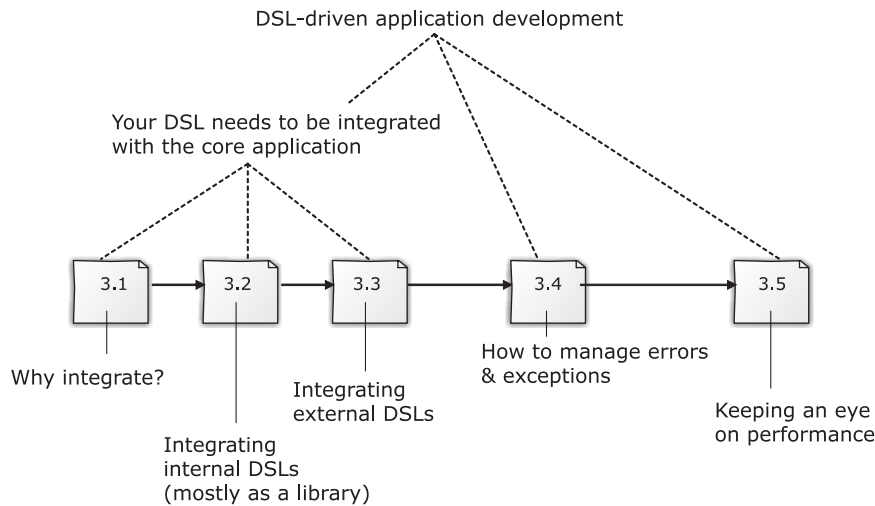 DSL-driven application development
Your DSL needs to be integrated
with the core application
3.1
3.2
3.3
3.4
3.5
Why integrate?
Integrating
internal DSLs
(mostly as a library)
Integrating
external DSLs
How to manage errors
& exceptions
Keeping an eye
on performance